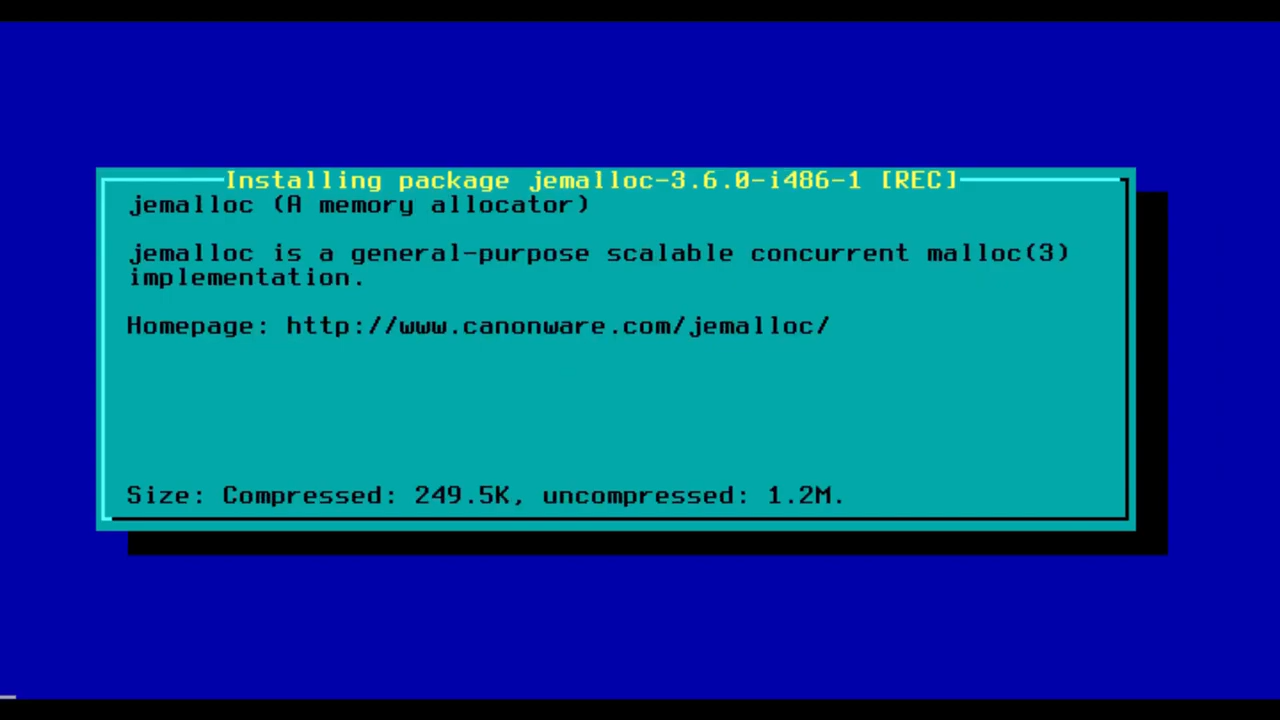 Installing package jemalloc-3.6.0-i486-1 [REC]
jemalloc (A memory allocator)
jemalloc is a general-purpose scalable concurrent malloc(3)
implementation.
Homepage: http://www.canonware.com/jemalloc/
Size: Compressed: 249.5K, uncompressed: 1.2M.